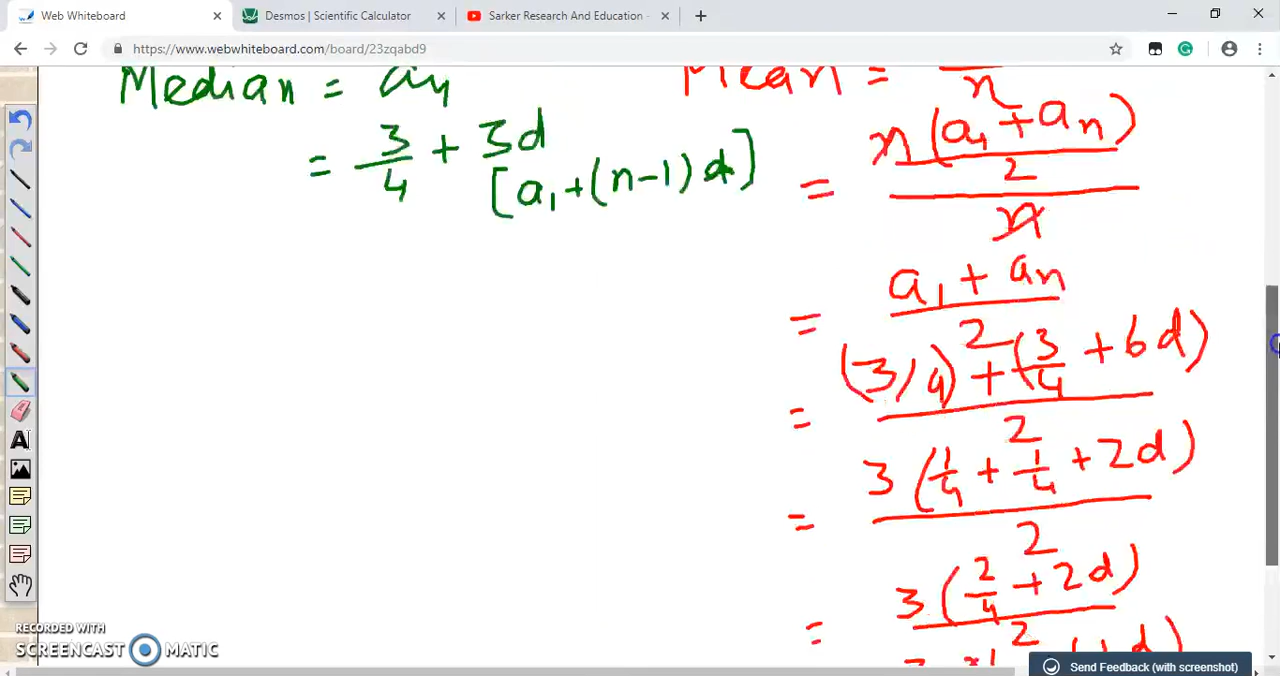 Web Whiteboard
Desmos | Scientific Calculator
Sarker Research And Education -
https://www.webwhiteboard.com/board/23zqabd9
Median = a4
= 3/4 + 3d
[a1+(n-1)d]
Mean = /n
= (n(a1+an)/2)/n
= (a1+an)/2
= ((3/4)+(3/4+6d))/2
= 3(1/4+1/4+2d)/2
= 3(2/4+2d)/2
A
RECORDED WITH
SCREENCAST MATIC
Send Feedback (with screenshot)